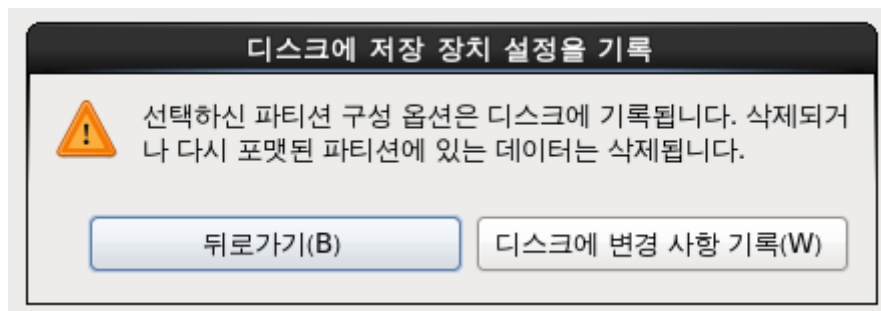 디스크에 저장 장치 설정을 기록
선택하신 파티션 구성 옵션은 디스크에 기록됩니다. 삭제되거
나 다시 포맷된 파티션에 있는 데이터는 삭제됩니다.
뒤로가기(B)
디스크에 변경 사항 기록(W)